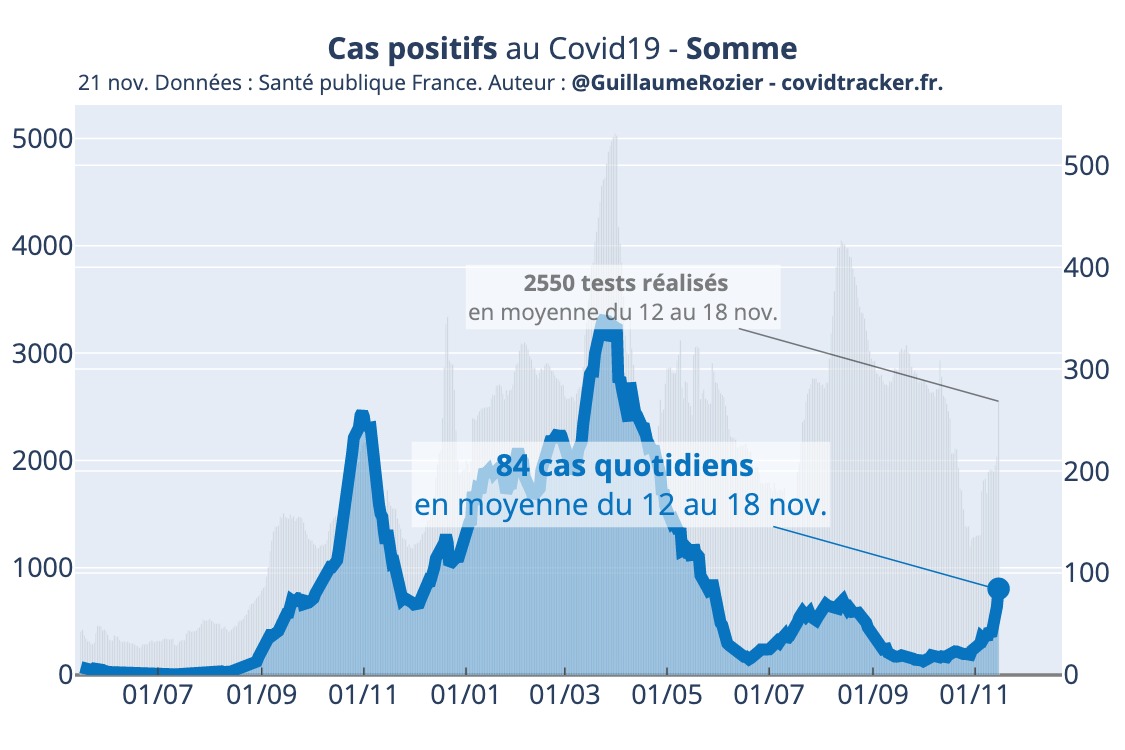 Cas positifs au Covid19 - Somme
21 nov. Données : Santé publique France. Auteur : @GuillaumeRozier - covidtracker.fr.
5000
500
4000
400
2550 tests réalisés
en moyenne du 12 au 18 nov.
3000
300
84 cas quotidiens
en moyenne du 12 au 18 nov.
2000
200
1000
100
0
0
01/07 01/09 01/11 01/01 01/03 01/05 01/07 01/09 01/11